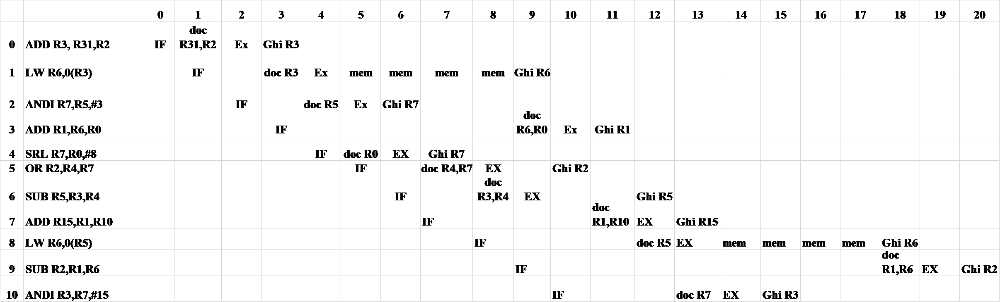 0 1 2 3 4 5 6 7 8 9 10 11 12 13 14 15 16 17 18 19 20
doc
0 ADD R3, R31,R2 IF R31,R2 Ex Ghi R3
1 LW R6,0(R3) IF doc R3 Ex mem mem mem mem Ghi R6
2 ANDI R7,R5,#3 IF doc R5 Ex Ghi R7
doc
3 ADD R1,R6,R0 IF R6,R0 Ex Ghi R1
4 SRL R7,R0,#8 IF doc R0 EX Ghi R7
5 OR R2,R4,R7 IF doc R4,R7 EX Ghi R2
doc
6 SUB R5,R3,R4 IF R3,R4 EX Ghi R5
doc
7 ADD R15,R1,R10 IF R1,R10 EX Ghi R15
8 LW R6,0(R5) IF doc R5 EX mem mem mem mem Ghi R6
doc
9 SUB R2,R1,R6 IF R1,R6 EX Ghi R2
10 ANDI R3,R7,#15 IF doc R7 EX Ghi R3